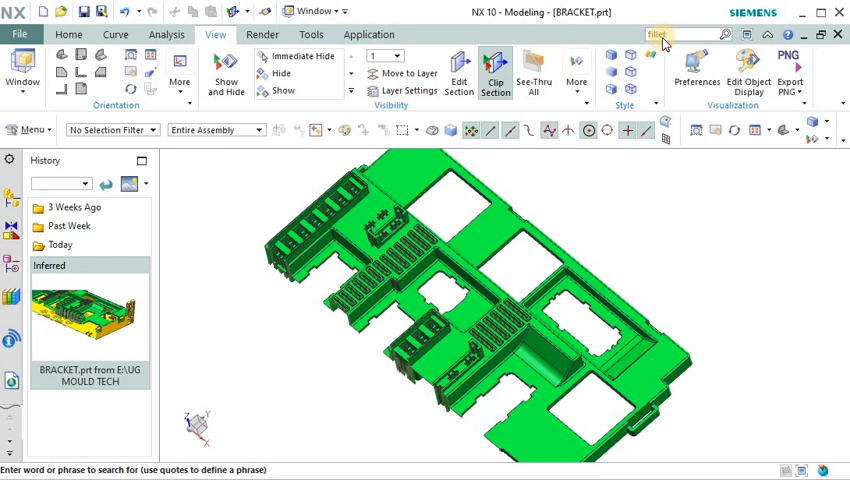 NX
Window
NX 10 - Modeling - [BRACKET.prt]
SIEMENS
File
Home
Curve
Analysis
View
Render
Tools
Application
fillet
Window
Orientation
More
Show and Hide
Immediate Hide
Hide
Show
1
Move to Layer
Layer Settings
Visibility
Edit Section
Clip Section
See-Thru All
More
Style
Preferences
Edit Object Display
PNG
Export PNG
Visualization
Menu
No Selection Filter
Entire Assembly
History
3 Weeks Ago
Past Week
Today
Inferred
BRACKET.prt from E:\UG
MOULD TECH
Z
Y
X
Enter word or phrase to search for (use quotes to define a phrase)